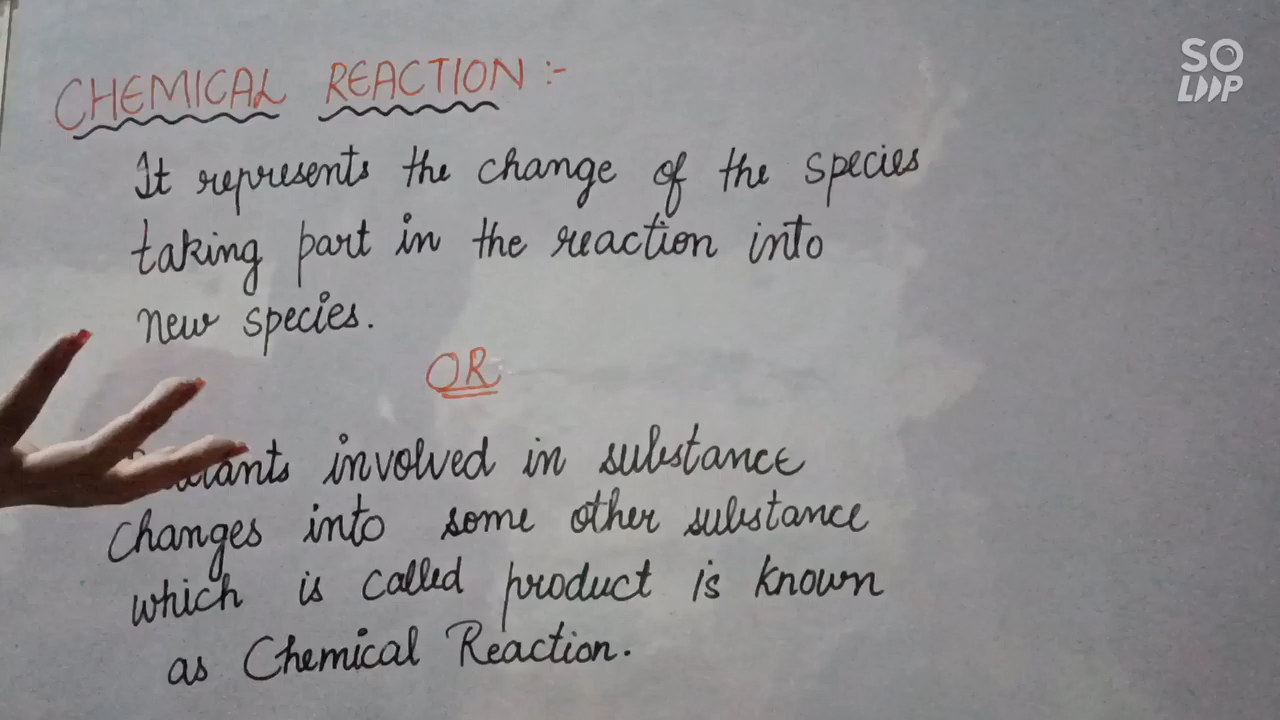 SO
LOOP
CHEMICAL REACTION :-
It represents the change of the species
taking part in the reaction into
new species.
OR
involved in substance
changes into some other substance
which is called product is known
as Chemical Reaction.